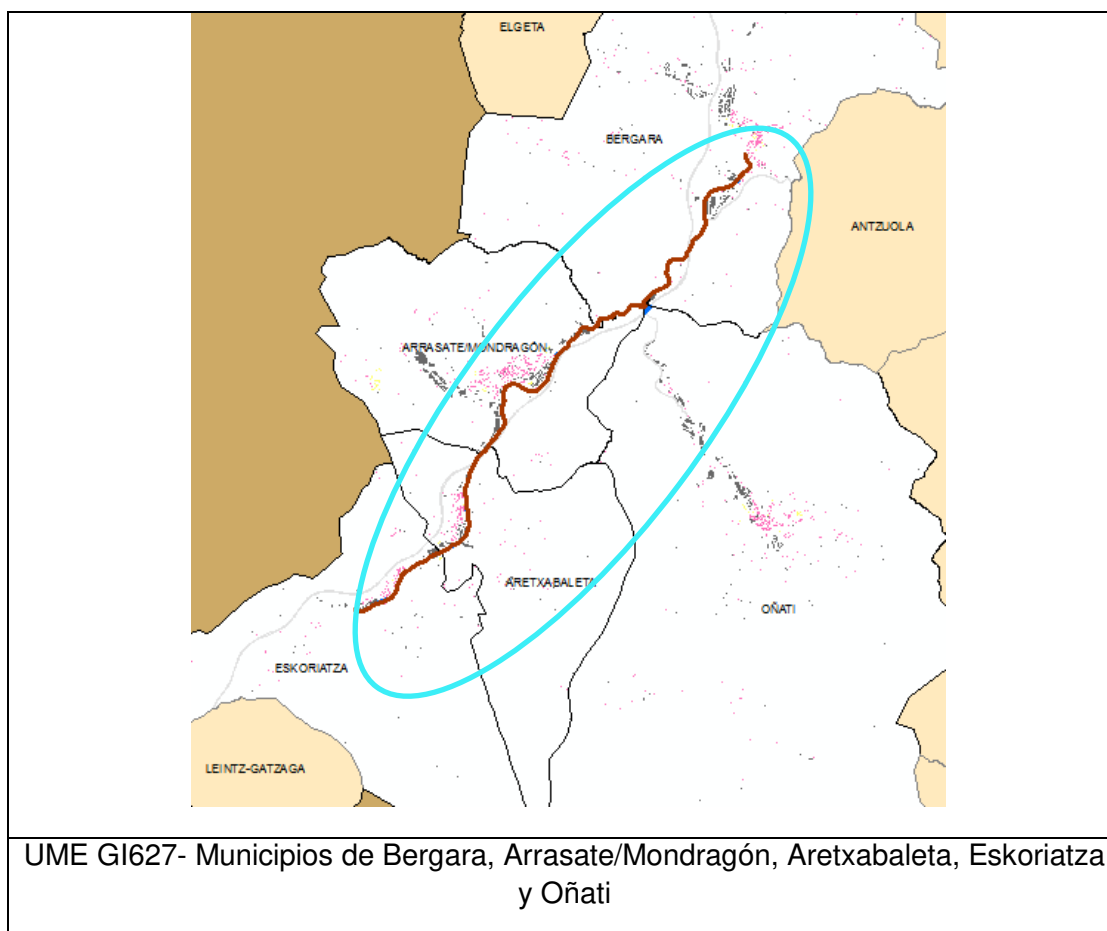 ELGETA
BERGARA
ANTZUOLA
ARRASATE/MONDRAGÓN
ARETXABALETA
OÑATI
ESKORIATZA
LEINTZ-GATZAGA
UME GI627- Municipios de Bergara, Arrasate/Mondragón, Aretxabaleta, Eskoriatza
y Oñati